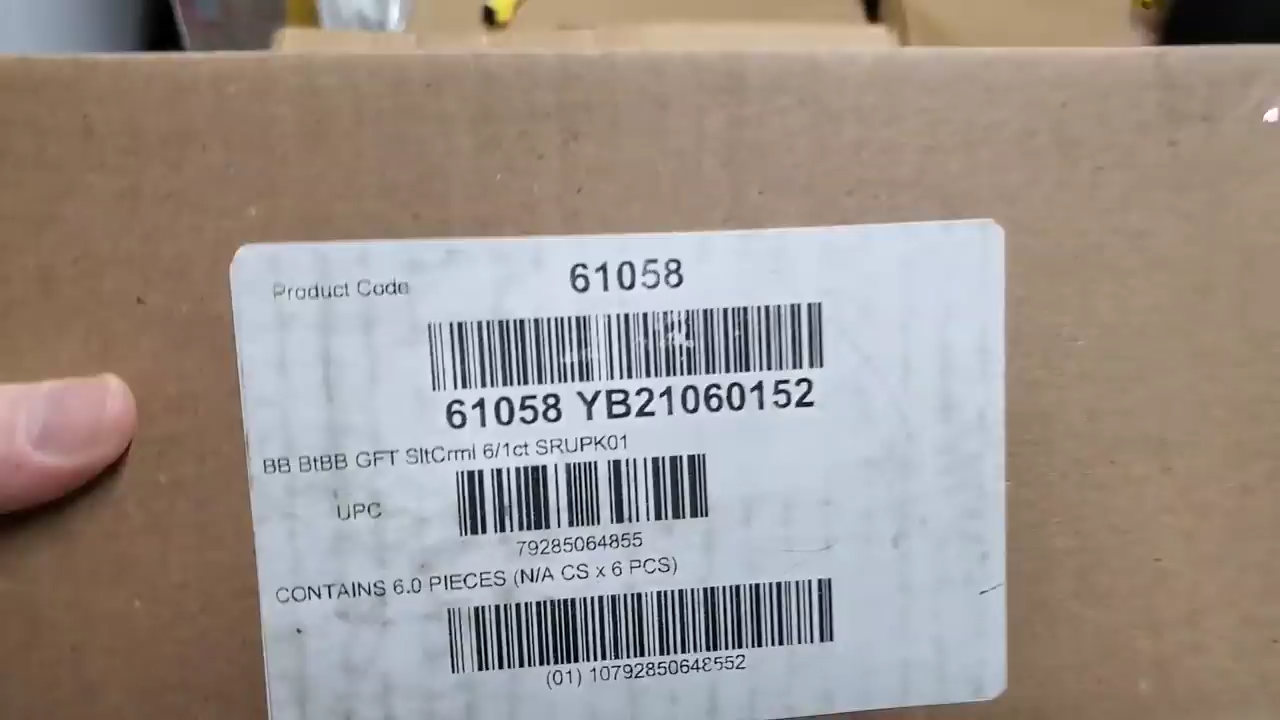 Product Code 61058
61058 YB21060152
BB BtBB GFT SltCrml 6/1ct SRUPK01
UPC
79285064855
CONTAINS 6.0 PIECES (N/A CS x 6 PCS)
(01) 10792850648552